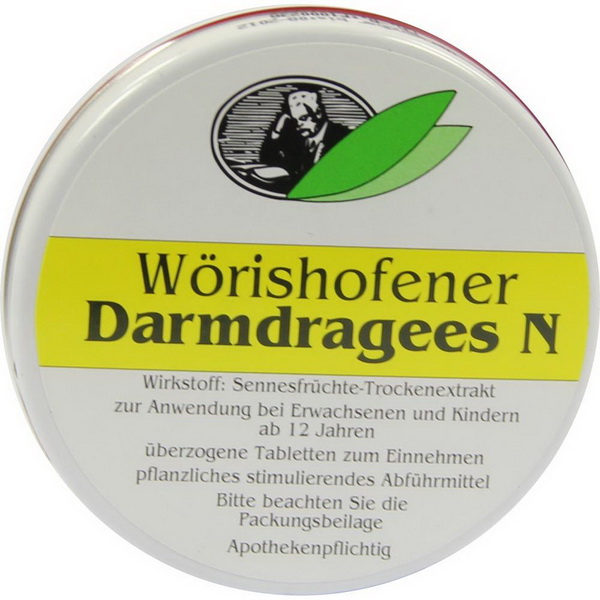 Wörishofener
Darmdragees N
Wirkstoff: Sennesfrüchte-Trockenextrakt
zur Anwendung bei Erwachsenen und Kindern
ab 12 Jahren
überzogene Tabletten zum Einnehmen
pflanzliches stimulierendes Abführmittel
Bitte beachten Sie die
Packungsbeilage
Apothekenpflichtig